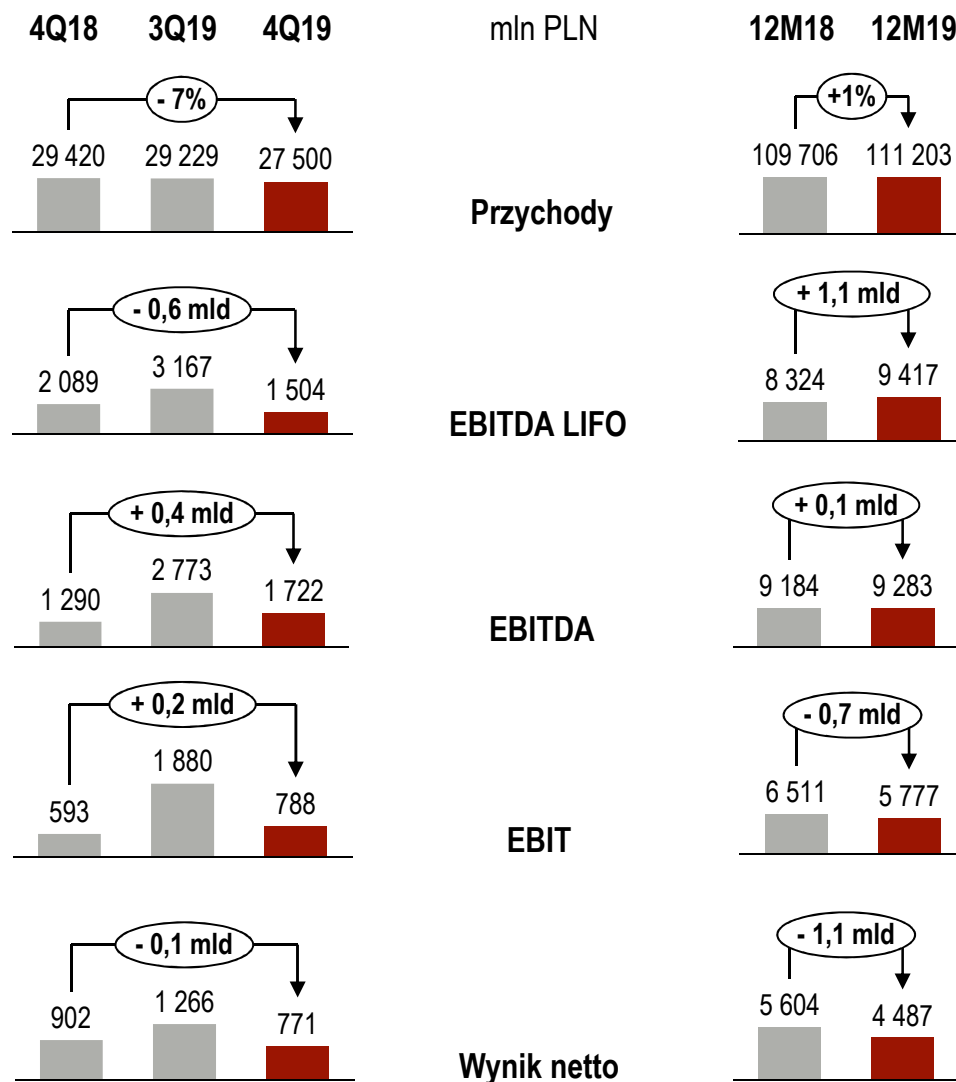 4Q18 3Q19 4Q19 mln PLN 12M18 12M19
- 7% +1%
29 420 29 229 27 500 109 706 111 203
Przychody
- 0,6 mld + 1,1 mld
2 089 3 167 1 504 8 324 9 417
EBITDA LIFO
+ 0,4 mld + 0,1 mld
1 290 2 773 1 722 9 184 9 283
EBITDA
+ 0,2 mld - 0,7 mld
593 1 880 788 6 511 5 777
EBIT
- 0,1 mld - 1,1 mld
902 1 266 771 5 604 4 487
Wynik netto